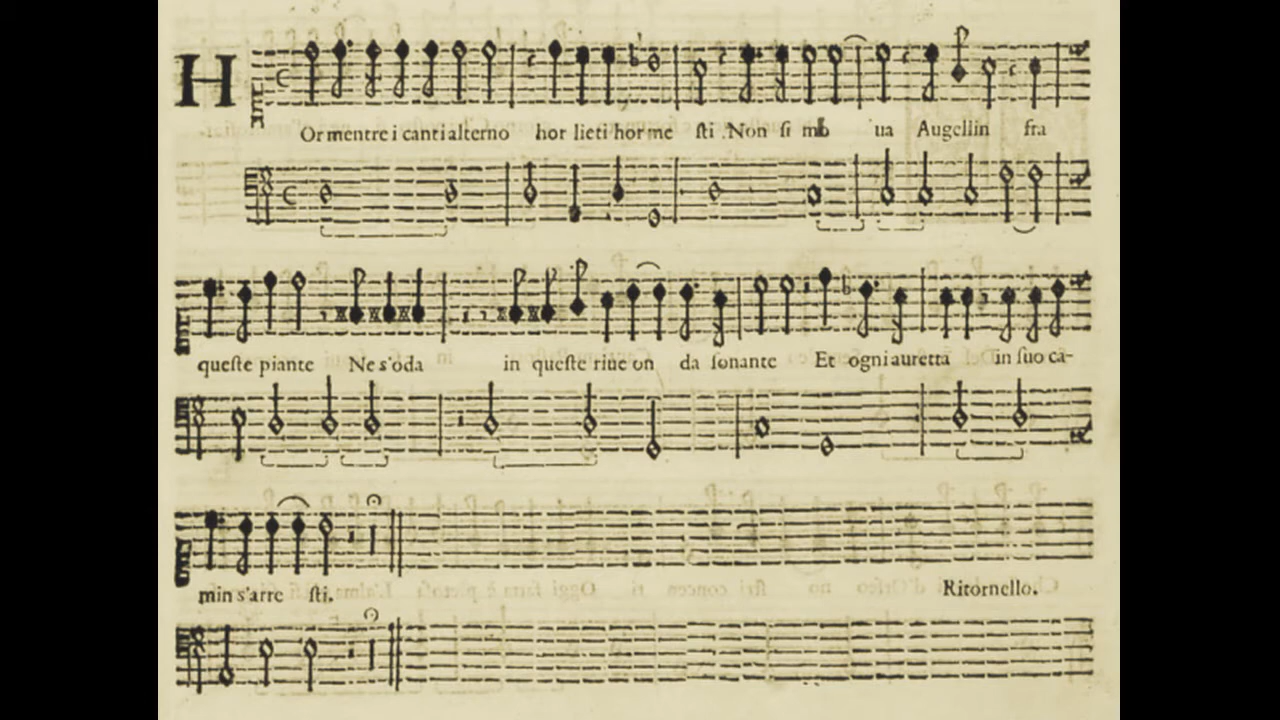 H
Or mentre i canti alterno hor lieti hor me sti Non ſi mo ua Augellin fra
queſte piante Ne s'oda in queſte riue on da ſonante Et ogni auretta in ſuo ca-
min s'arre ſti. Ritornello.